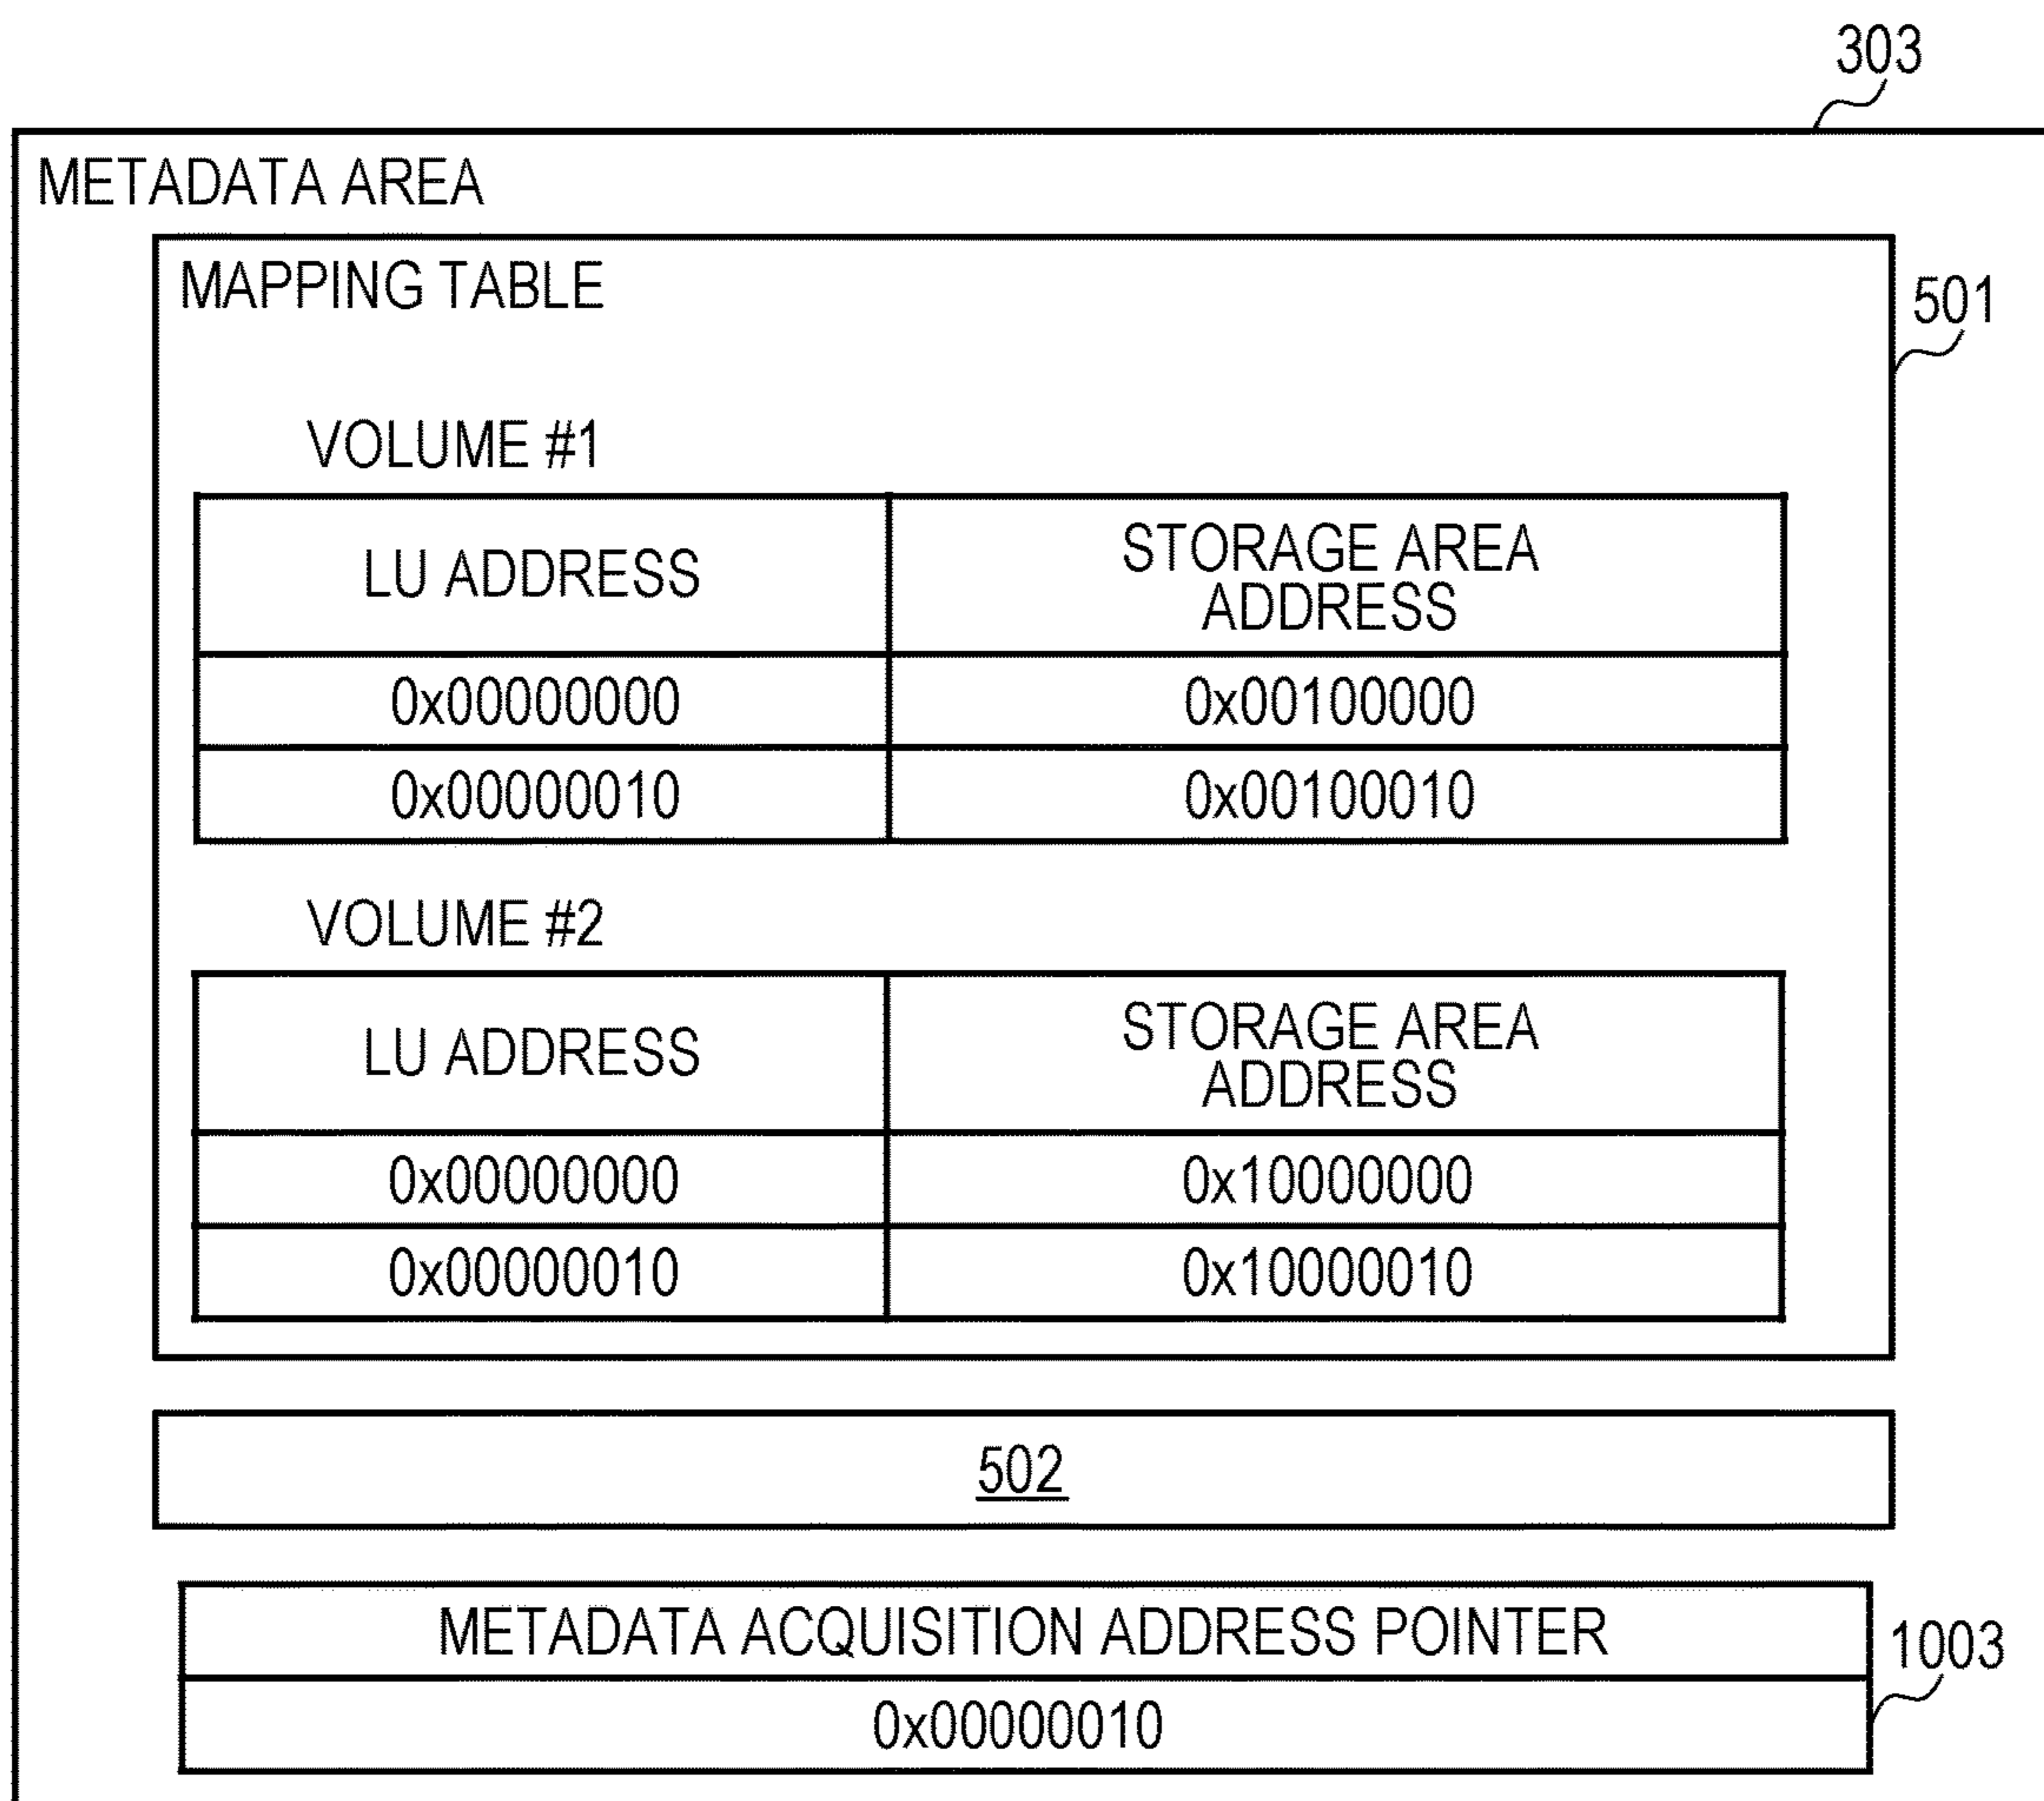 303
METADATA AREA
MAPPING TABLE
501
VOLUME #1
LU ADDRESS
STORAGE AREA
ADDRESS
0x00000000
0x00100000
0x00000010
0x00100010
VOLUME #2
LU ADDRESS
STORAGE AREA
ADDRESS
0x00000000
0x10000000
0x00000010
0x10000010
502
METADATA ACQUISITION ADDRESS POINTER
1003
0x00000010